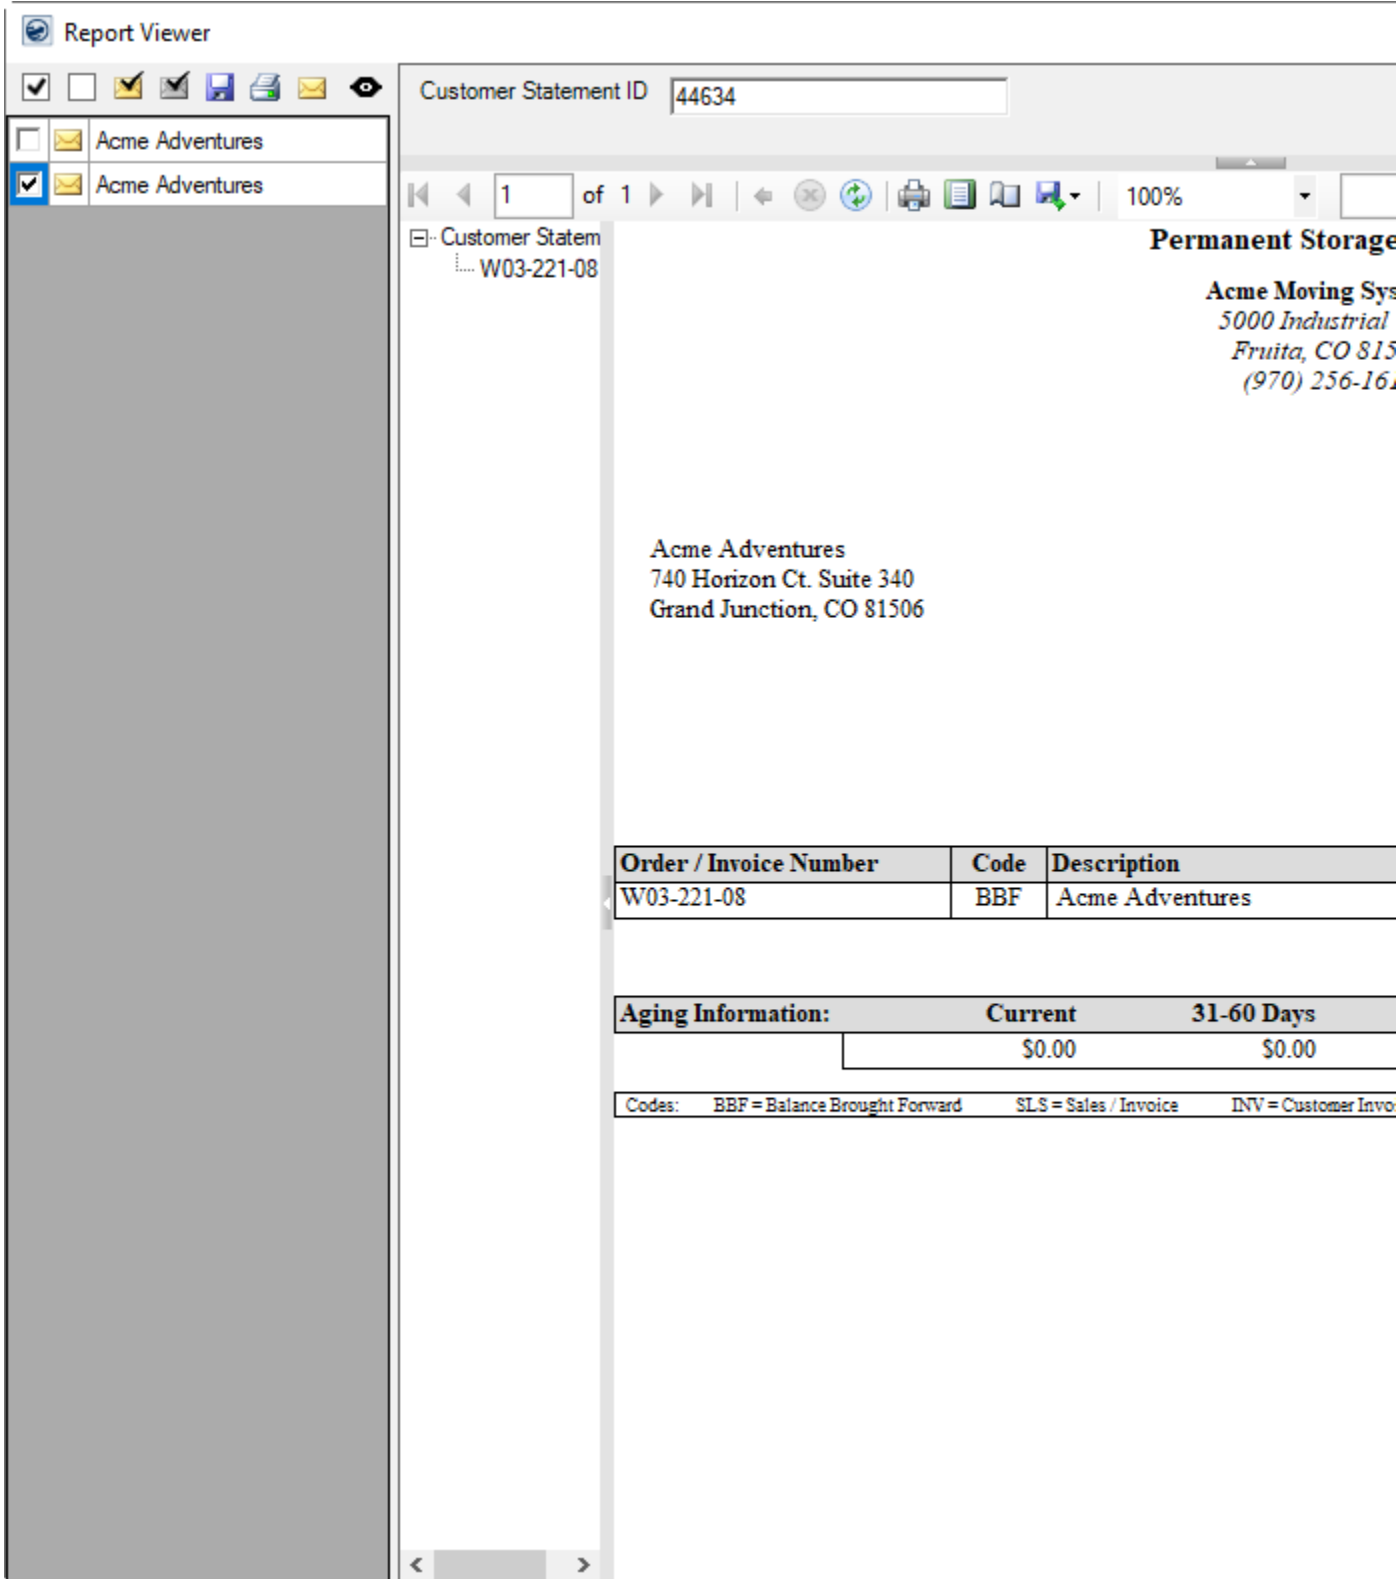 Report Viewer
Customer Statement ID 44634
Acme Adventures
Acme Adventures
1 of 1 100%
Customer Statem
W03-221-08
Permanent Storage
Acme Moving Sys
5000 Industrial
Fruita, CO 815
(970) 256-161
Acme Adventures
740 Horizon Ct. Suite 340
Grand Junction, CO 81506
Order / Invoice Number Code Description
W03-221-08 BBF Acme Adventures
Aging Information: Current 31-60 Days
$0.00 $0.00
Codes: BBF = Balance Brought Forward SLS = Sales / Invoice INV = Customer Invo